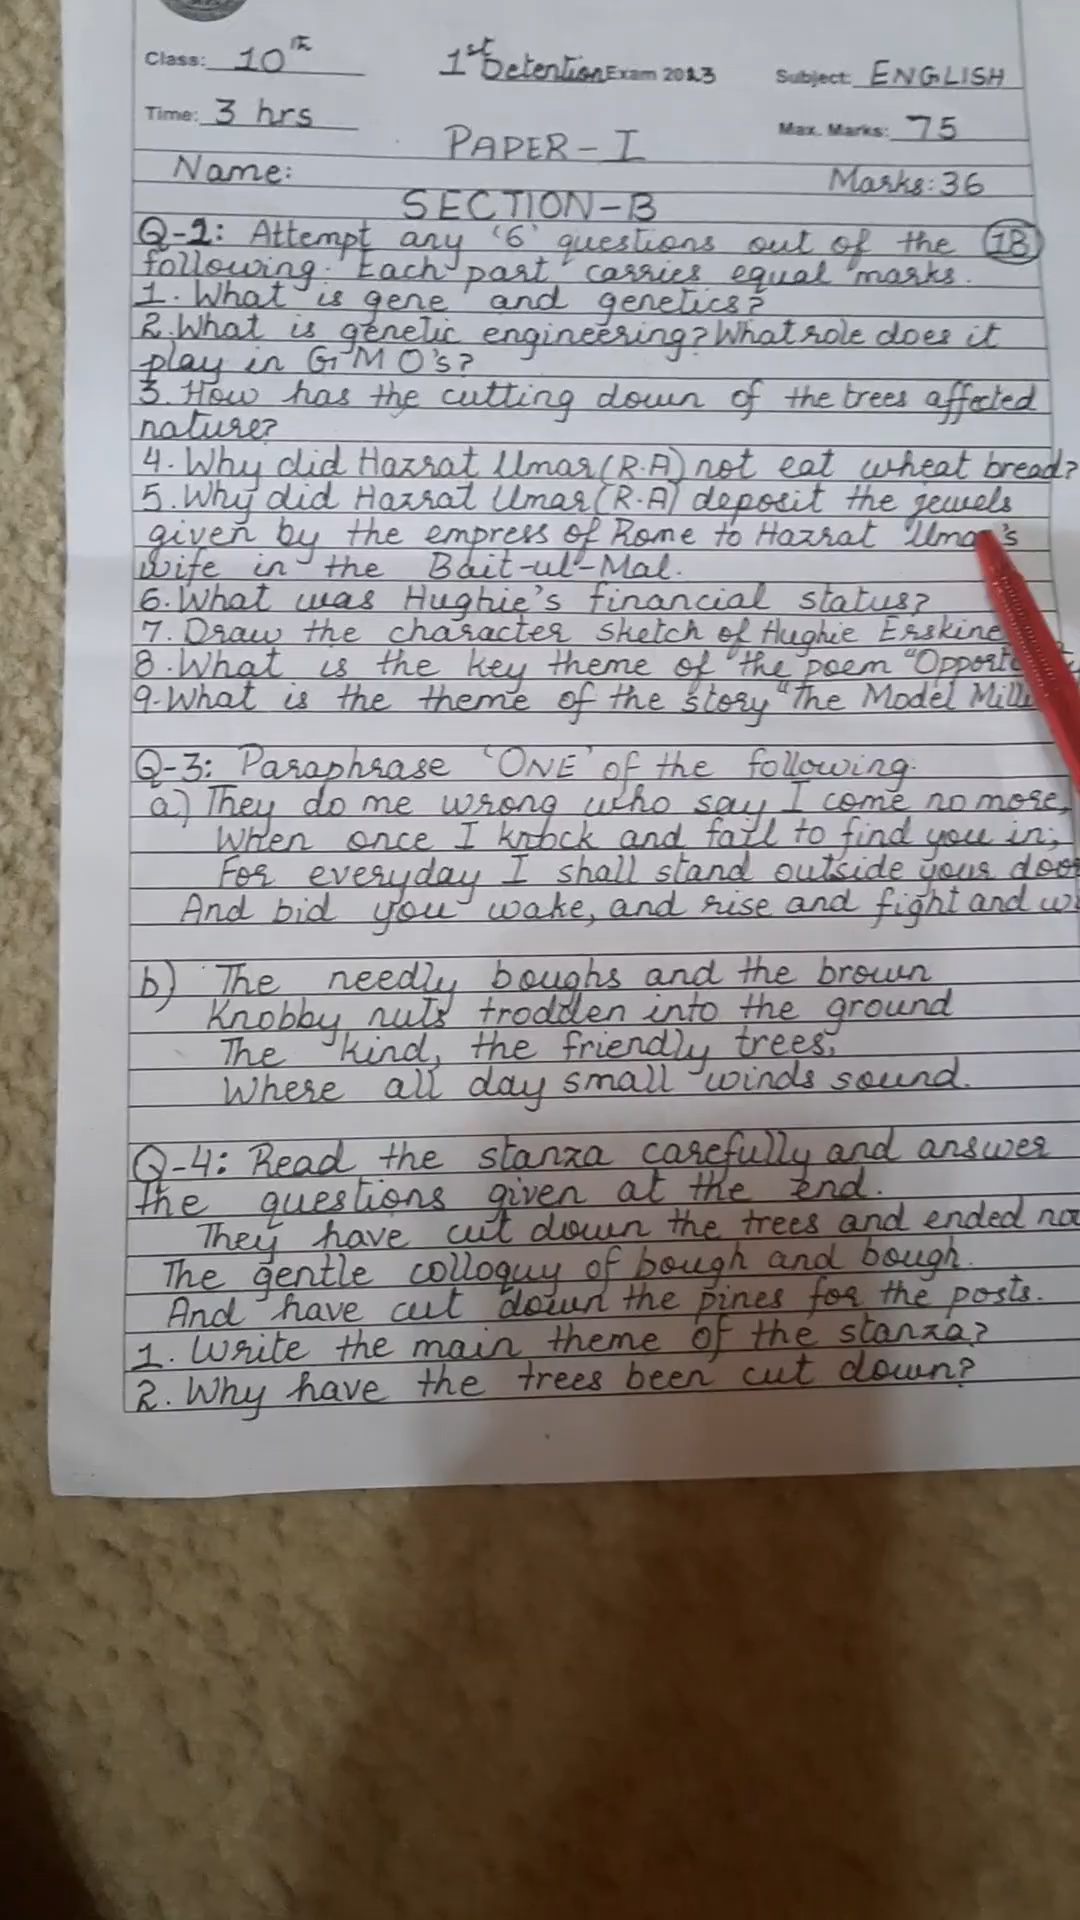 Class: 10th 1st Detention Exam 2023 Subject: ENGLISH
Time: 3 hrs Max. Marks: 75
PAPER-I
Name: Marks: 36
SECTION-B
Q-2: Attempt any '6' questions out of the 18
following. Each part carries equal marks.
1. What is gene and genetics?
2. What is genetic engineering? What role does it
play in GMO's?
3. How has the cutting down of the trees affected
nature?
4. Why did Hazrat Umar (R.A) not eat wheat bread?
5. Why did Hazrat Umar (R.A) deposit the jewels
given by the empress of Rome to Hazrat Umar's
wife in the Bait-ul-Mal.
6. What was Hughie's financial status?
7. Draw the character sketch of Hughie Erskine
8. What is the key theme of the poem "Opport
9. What is the theme of the story "The Model Milli
Q-3: Paraphrase 'ONE' of the following.
a) They do me wrong who say I come no more,
When once I knock and fail to find you in;
For everyday I shall stand outside your door
And bid you wake, and rise and fight and wi
b) The needly boughs and the brown
Knobby nuts trodden into the ground
The kind, the friendly trees,
Where all day small winds sound.
Q-4: Read the stanza carefully and answer
the questions given at the end.
They have cut down the trees and ended no
The gentle colloquy of bough and bough.
And have cut down the pines for the posts.
1. Write the main theme of the stanza?
2. Why have the trees been cut down?